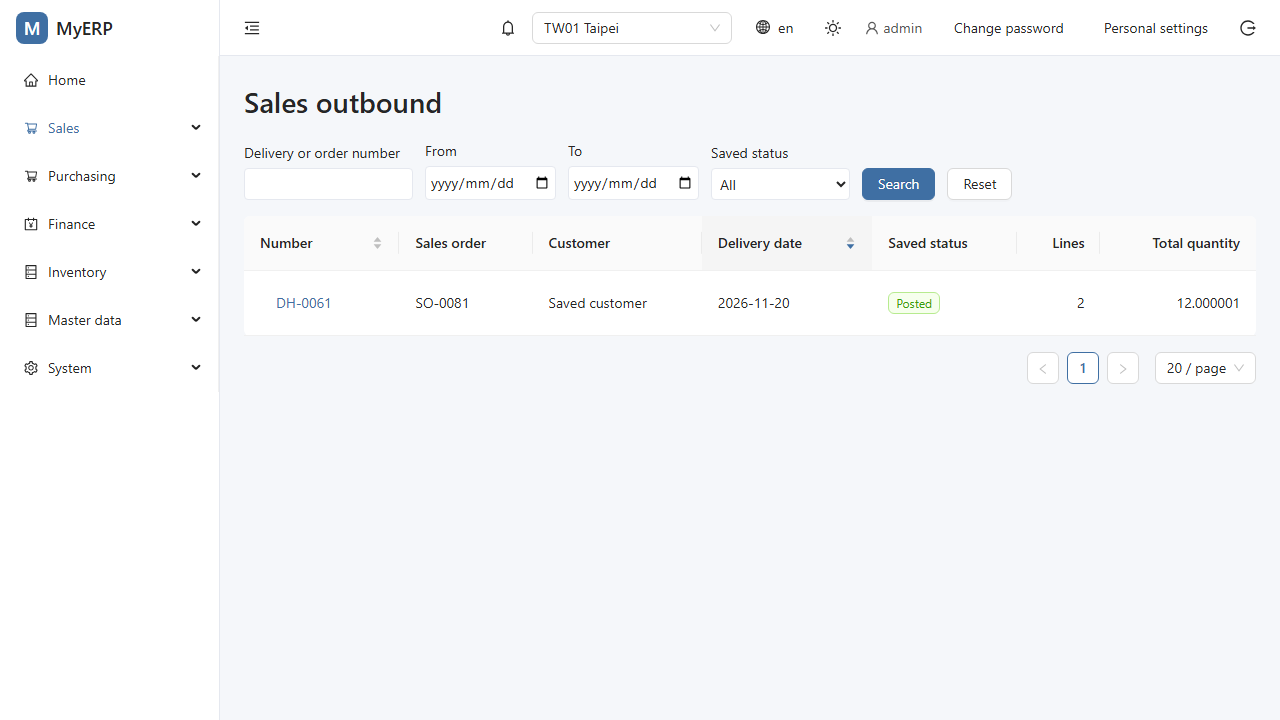 M MyERP
TW01 Taipei
en
admin
Change password
Personal settings
Home
Sales
Purchasing
Finance
Inventory
Master data
System
Sales outbound
Delivery or order number
From
To
Saved status
yyyy/mm/dd
yyyy/mm/dd
All
Search
Reset
Number Sales order Customer Delivery date Saved status Lines Total quantity
DH-0061 SO-0081 Saved customer 2026-11-20 Posted 2 12.000001
< 1 > 20 / page